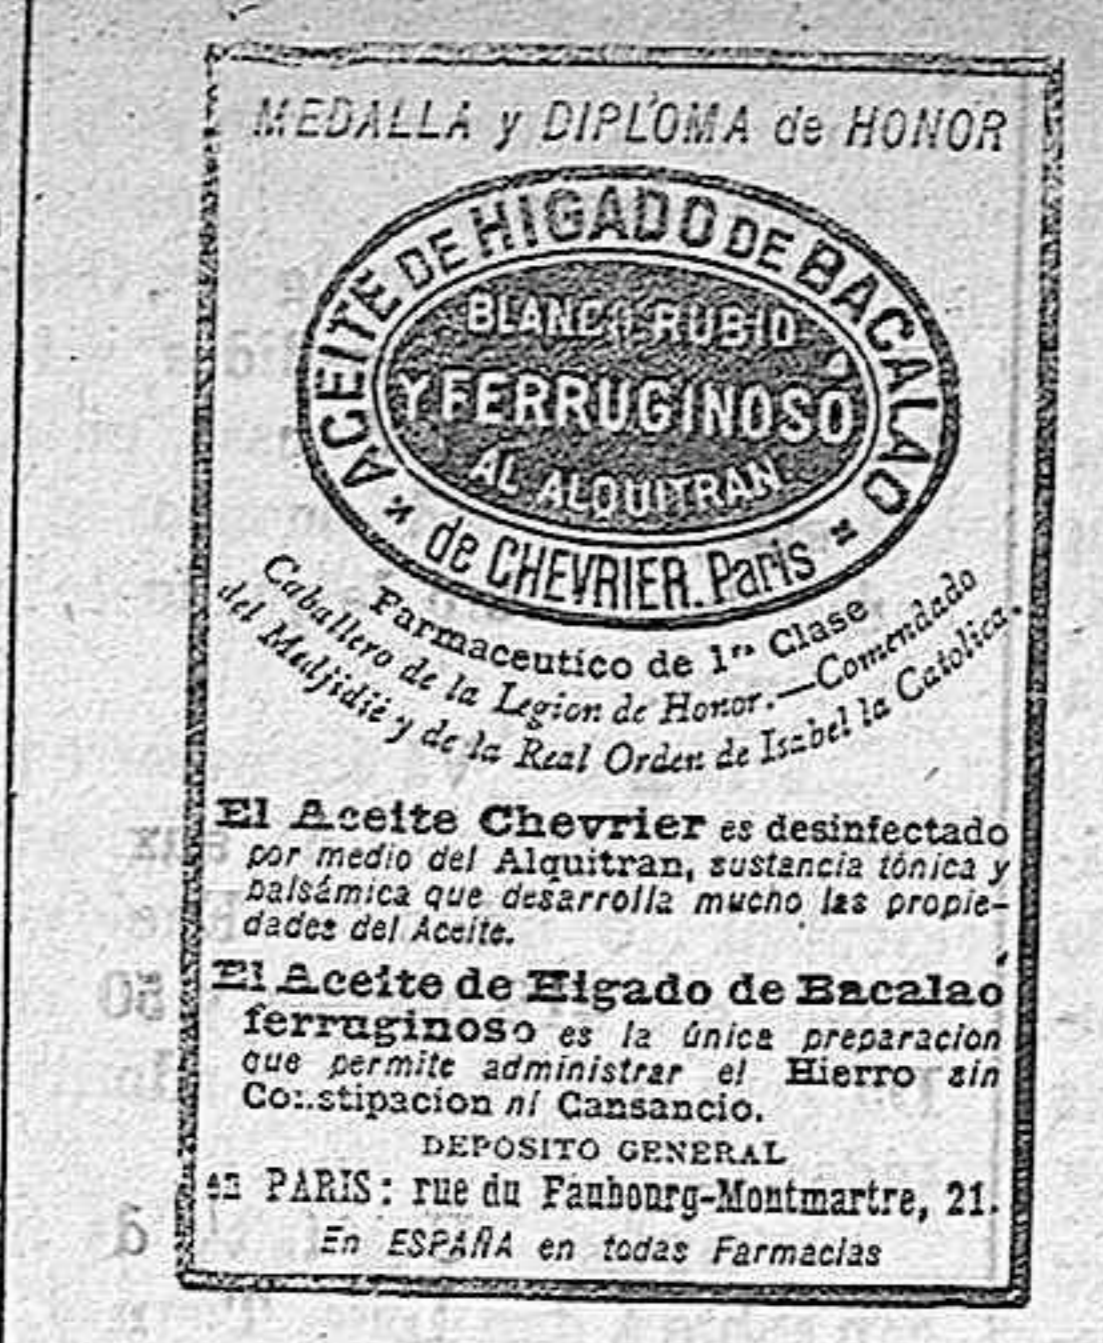 MEDALLA y DIPLOMA de HONOR
ACEITE DE HIGADO DE BACALAO
BLANCO RUBIO
Y FERRUGINOSO
AL ALQUITRAN
de CHEVRIER. Paris
Farmaceutico de 1ra Clase
Caballero de la Legion de Honor.—Comendado
del Medjidié y de la Real Orden de Isabel la Catolica.
El Aceite Chevrier es desinfectado
por medio del Alquitran, sustancia tónica y
balsámica que desarrolla mucho las propie-
dades del Aceite.
El Aceite de Higado de Bacalao
ferruginoso es la única preparacion
que permite administrar el Hierro sin
Constipacion ni Cansancio.
DEPOSITO GENERAL
en PARIS: rue du Faubourg-Montmartre, 21.
En ESPAÑA en todas Farmacias